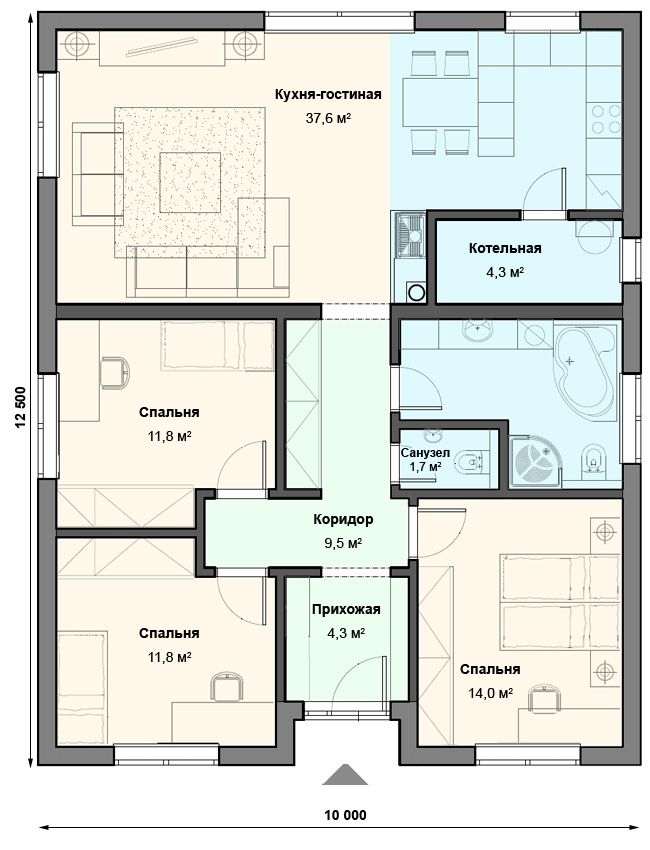 Кухня-гостиная
37,6 м²
Котельная
4,3 м²
Спальня
11,8 м²
Санузел
1,7 м²
Коридор
9,5 м²
Прихожая
4,3 м²
Спальня
11,8 м²
Спальня
14,0 м²
12 500
10 000